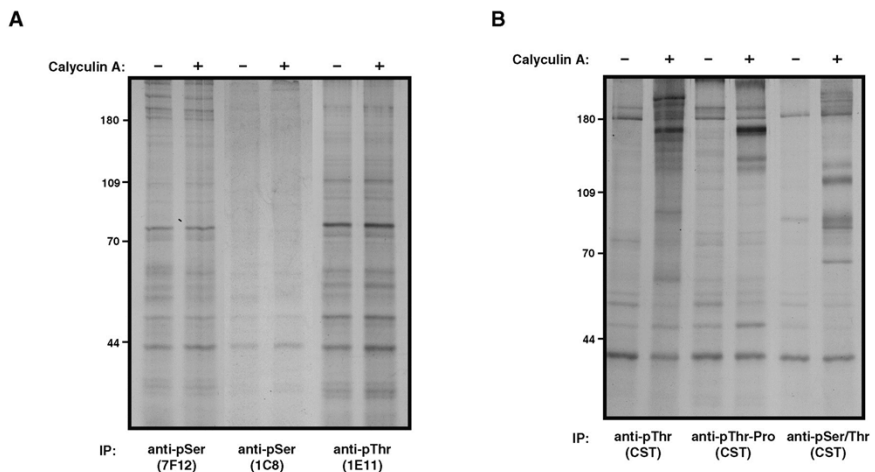 A
Calyculin A: – + – + – +
180
109
70
44
IP: anti-pSer anti-pSer anti-pThr
(7F12) (1C8) (1E11)
B
Calyculin A: – + – + – +
180
109
70
44
IP: anti-pThr anti-pThr-Pro anti-pSer/Thr
(CST) (CST) (CST)